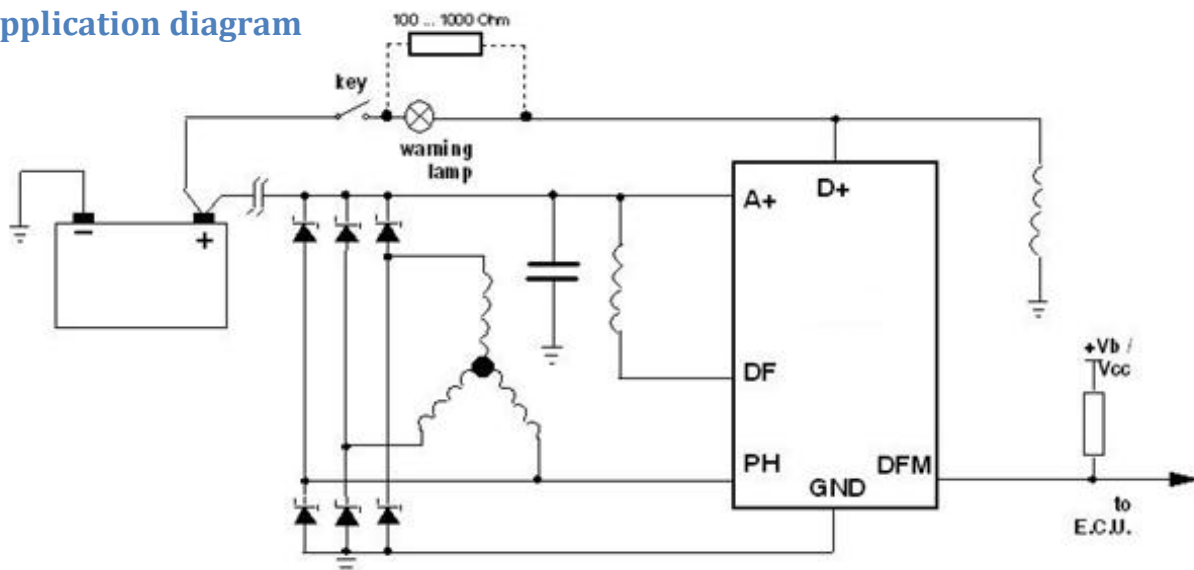 pplication diagram
100 ... 1000 Ohm
key
warning
lamp
A+
D+
− +
+Vb /
Vcc
DF
PH
DFM
GND
to
E.C.U.